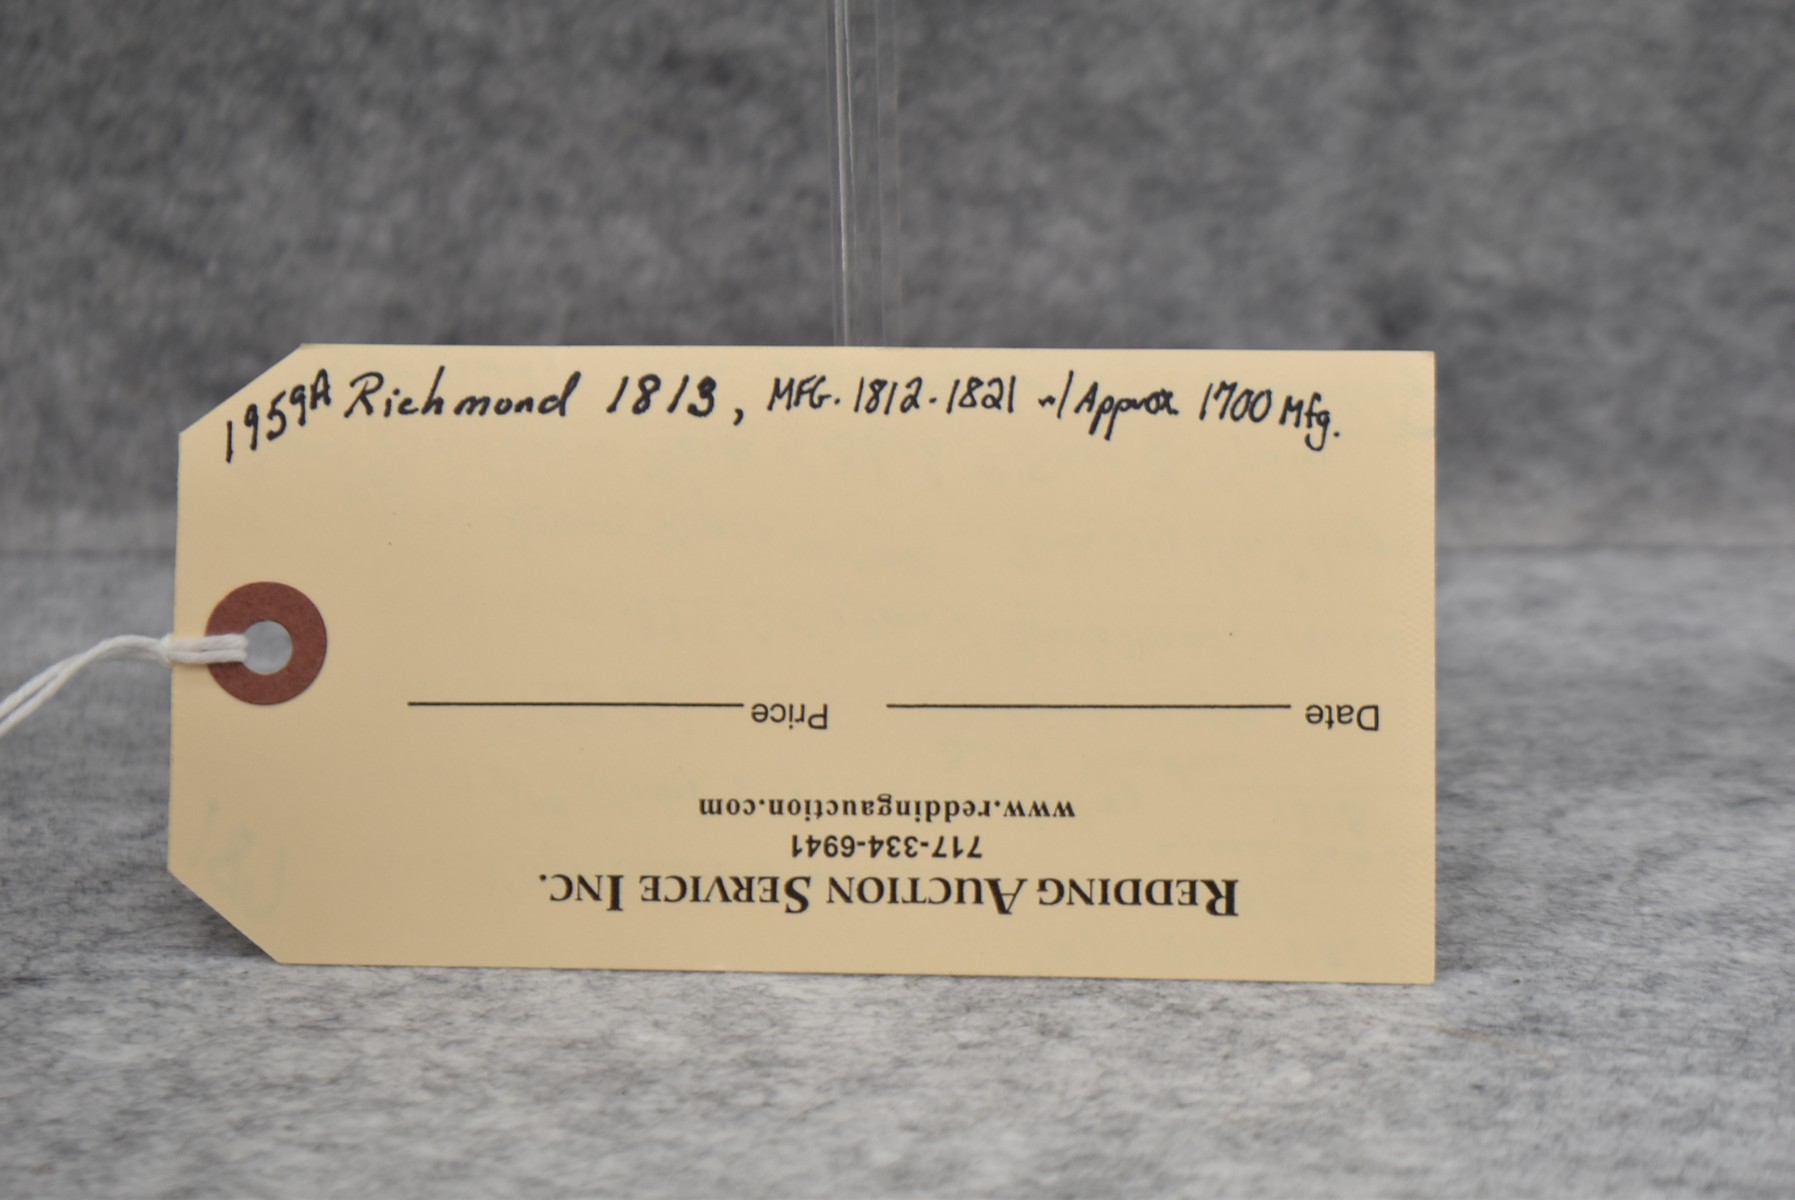 1959A Richmond 1813, MFG. 1812-1821 w/Approx 1700 Mfg.
REDDING AUCTION SERVICE INC.
717-334-6941
www.reddingauction.com
Date Price